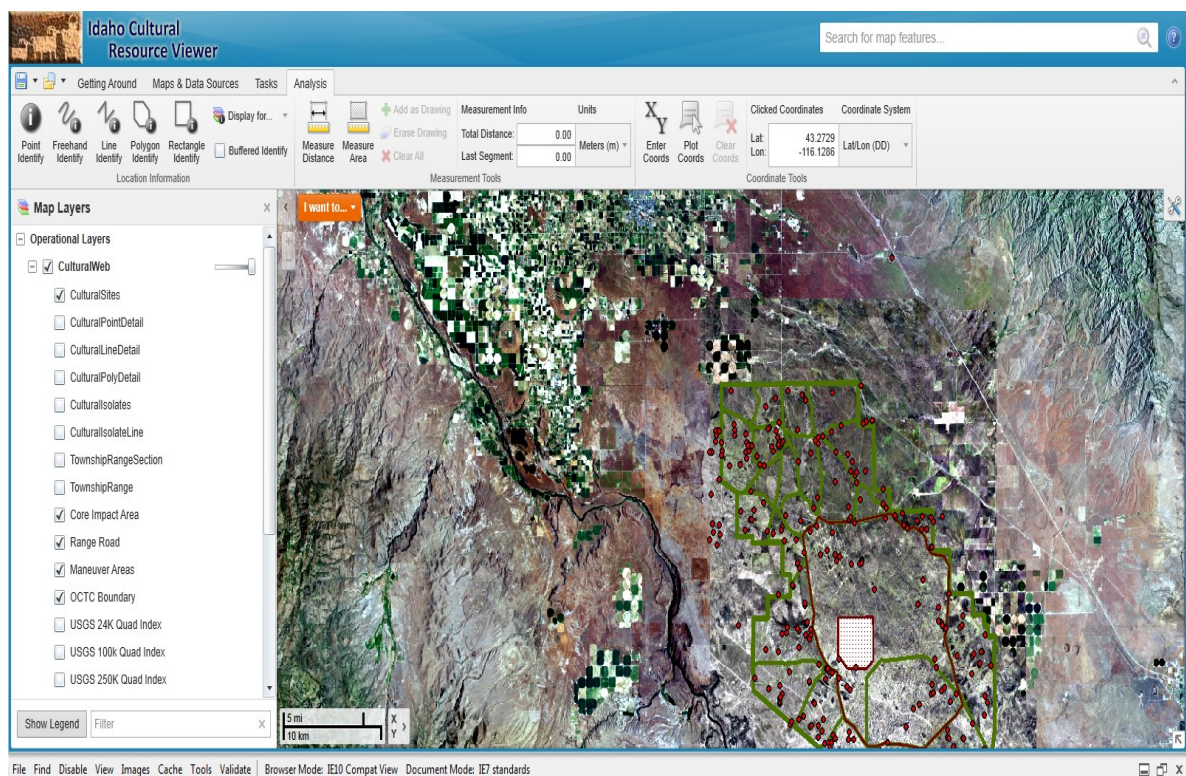 Idaho Cultural
Resource Viewer
Search for map features...
Getting Around Maps & Data Sources Tasks Analysis
Point Identify
Freehand Identify
Line Identify
Polygon Identify
Rectangle Identify
Display for...
Buffered Identify
Location Information
Measure Distance
Measure Area
Add as Drawing
Erase Drawing
Clear All
Measurement Info Units
Total Distance: 0.00
Last Segment: 0.00
Meters (m)
Measurement Tools
X Y
Enter Coords
Plot Coords
Clear Coords
Clicked Coordinates Coordinate System
Lat: 43.2729
Lon: -116.1286
Lat/Lon (DD)
Coordinate Tools
Map Layers
I want to...
Operational Layers
CulturalWeb
CulturalSites
CulturalPointDetail
CulturalLineDetail
CulturalPolyDetail
CulturalIsolates
CulturalIsolateLine
TownshipRangeSection
TownshipRange
Core Impact Area
Range Road
Maneuver Areas
OCTC Boundary
USGS 24K Quad Index
USGS 100k Quad Index
USGS 250K Quad Index
Show Legend Filter
5 mi
10 km
X
Y
File Find Disable View Images Cache Tools Validate Browser Mode: IE10 Compat View Document Mode: IE7 standards